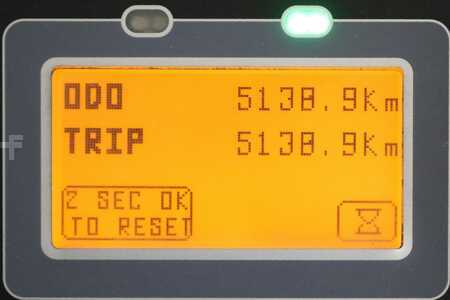 ODO 5138.9Km
TRIP 5138.9Km
2 SEC OK
TO RESET